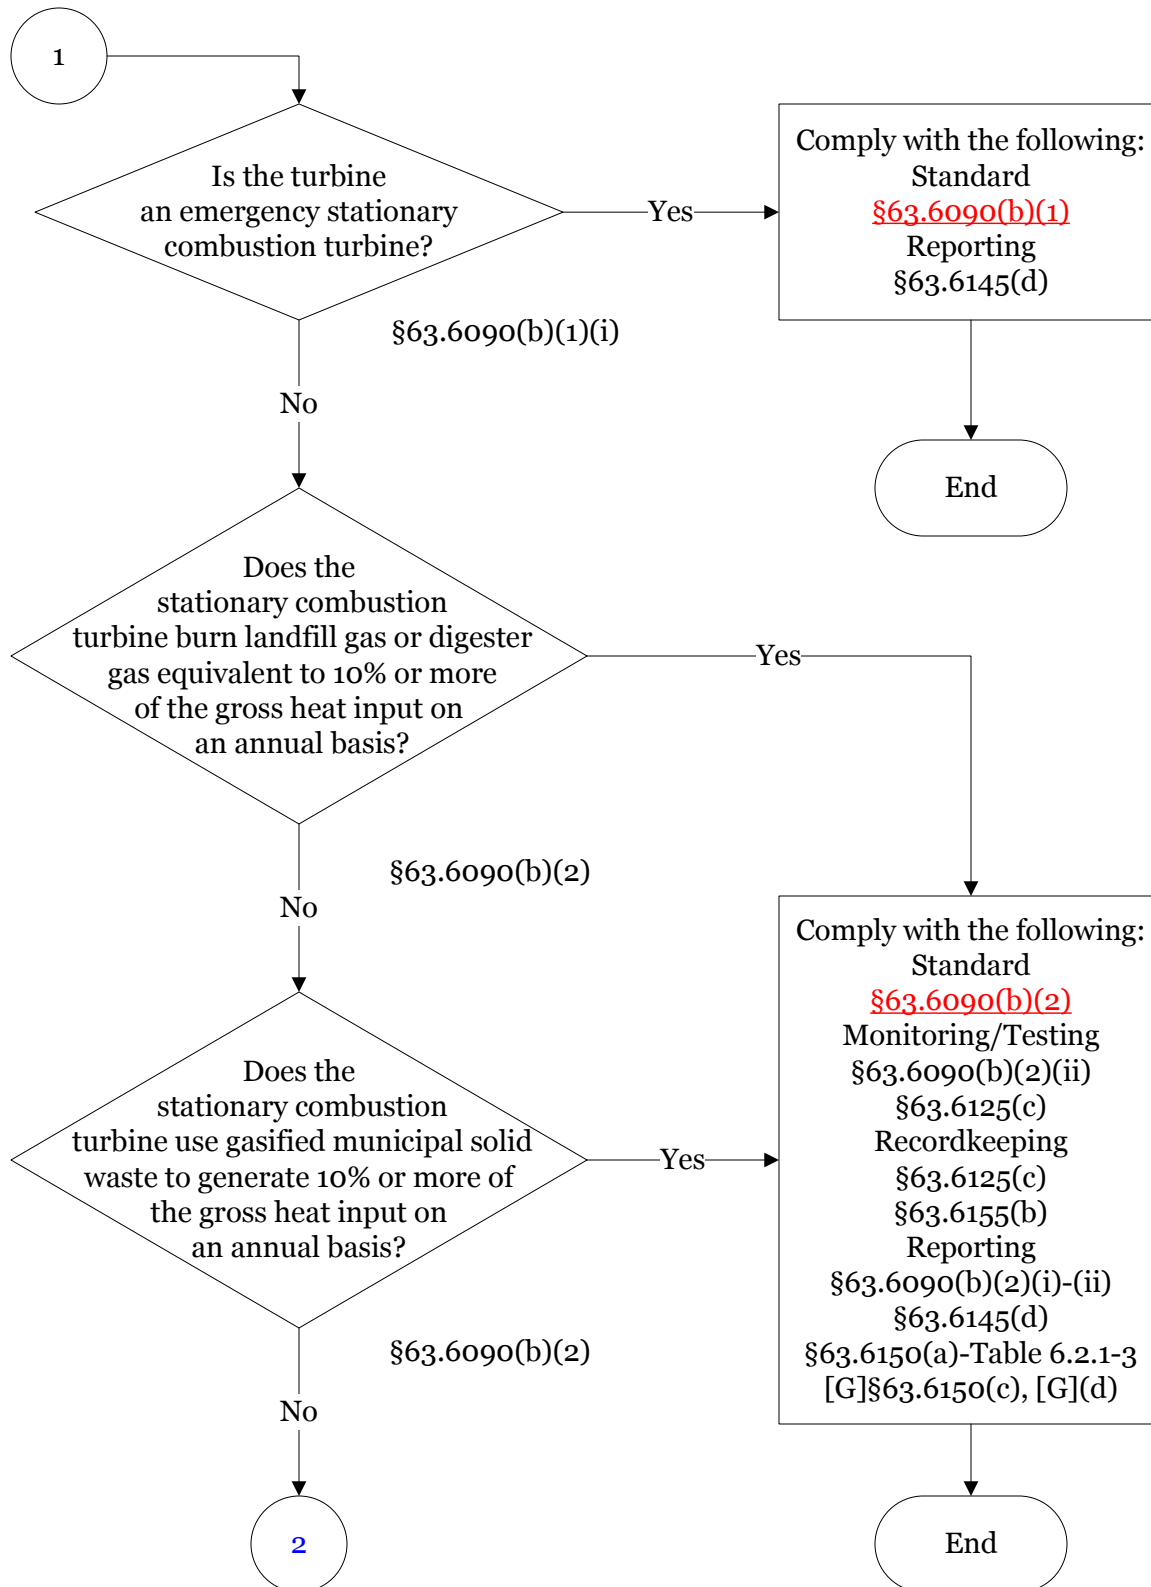 1
Is the turbine
an emergency stationary
combustion turbine?
Yes
Comply with the following:
Standard
§63.6090(b)(1)
Reporting
§63.6145(d)
§63.6090(b)(1)(i)
No
End
Does the
stationary combustion
turbine burn landfill gas or digester
gas equivalent to 10% or more
of the gross heat input on
an annual basis?
Yes
§63.6090(b)(2)
No
Comply with the following:
Standard
§63.6090(b)(2)
Monitoring/Testing
§63.6090(b)(2)(ii)
§63.6125(c)
Recordkeeping
§63.6125(c)
§63.6155(b)
Reporting
§63.6090(b)(2)(i)-(ii)
§63.6145(d)
§63.6150(a)-Table 6.2.1-3
[G]§63.6150(c), [G](d)
Does the
stationary combustion
turbine use gasified municipal solid
waste to generate 10% or more of
the gross heat input on
an annual basis?
Yes
§63.6090(b)(2)
No
2
End